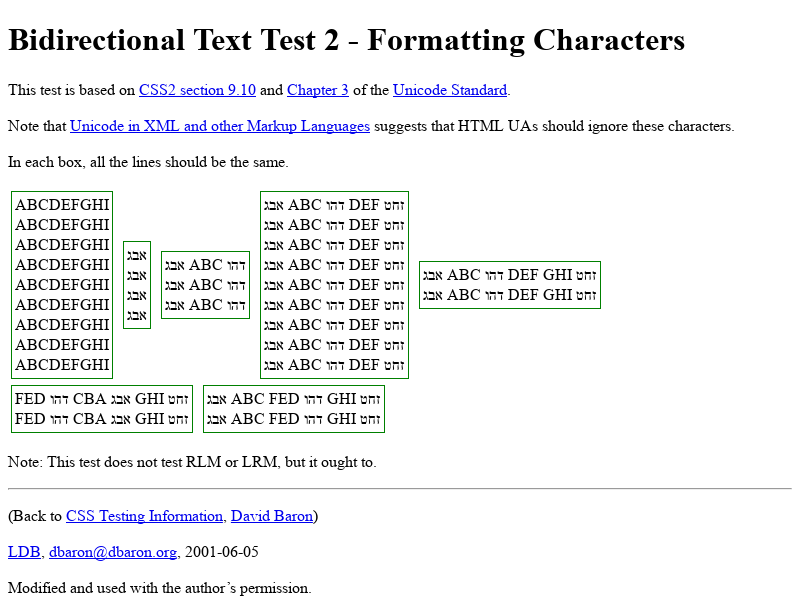 Bidirectional Text Test 2 - Formatting Characters
This test is based on CSS2 section 9.10 and Chapter 3 of the Unicode Standard.
Note that Unicode in XML and other Markup Languages suggests that HTML UAs should ignore these characters.
In each box, all the lines should be the same.
ABCDEFGHI
ABCDEFGHI
ABCDEFGHI
ABCDEFGHI
ABCDEFGHI
ABCDEFGHI
ABCDEFGHI
ABCDEFGHI
ABCDEFGHI
אבג
אבג
אבג
אבג
אבג ABC דהו
אבג ABC דהו
אבג ABC דהו
אבג ABC דהו DEF זחט
אבג ABC דהו DEF זחט
אבג ABC דהו DEF זחט
אבג ABC דהו DEF זחט
אבג ABC דהו DEF זחט
אבג ABC דהו DEF זחט
אבג ABC דהו DEF זחט
אבג ABC דהו DEF זחט
אבג ABC דהו DEF זחט
אבג ABC דהו DEF GHI זחט
אבג ABC דהו DEF GHI זחט
FED דהו CBA אבג GHI זחט
FED דהו CBA אבג GHI זחט
אבג ABC FED דהו GHI זחט
אבג ABC FED דהו GHI זחט
Note: This test does not test RLM or LRM, but it ought to.
(Back to CSS Testing Information, David Baron)
LDB, dbaron@dbaron.org, 2001-06-05
Modified and used with the author’s permission.